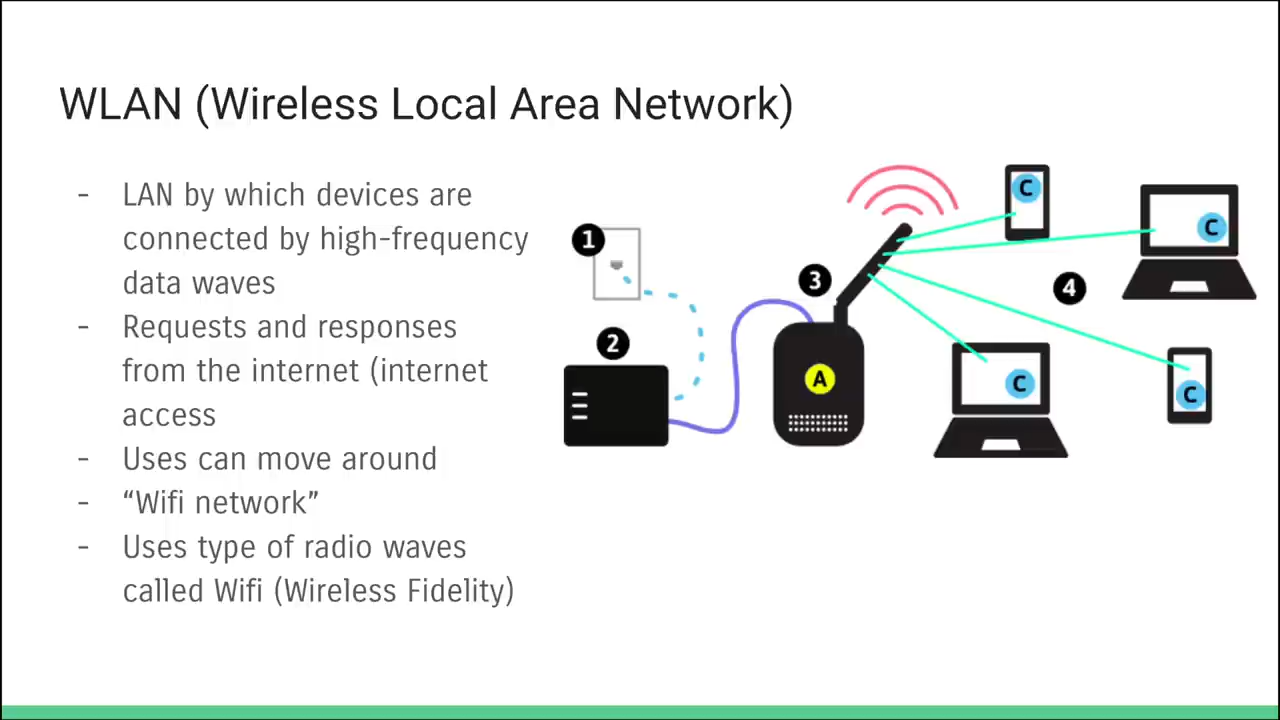 WLAN (Wireless Local Area Network)
- LAN by which devices are
connected by high-frequency
data waves
- Requests and responses
from the internet (internet
access
- Uses can move around
- “Wifi network”
- Uses type of radio waves
called Wifi (Wireless Fidelity)
1
2
3
A
4
C
C
C
C